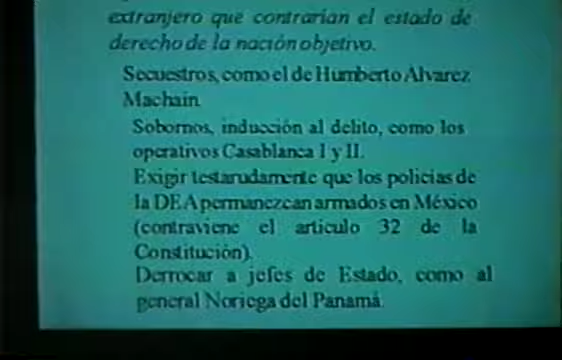 extranjero que contrarían el estado de
derecho de la nación objetivo.
Secuestros, como el de Humberto Alvarez
Machain
Sobornos, inducción al delito, como los
operativos Casablanca I y II.
Exigir testarudamente que los policías de
la DEA permanezcan armados en México
(contraviene el artículo 32 de la
Constitución),
Derrocar a jefes de Estado, como al
general Noriega del Panamá.